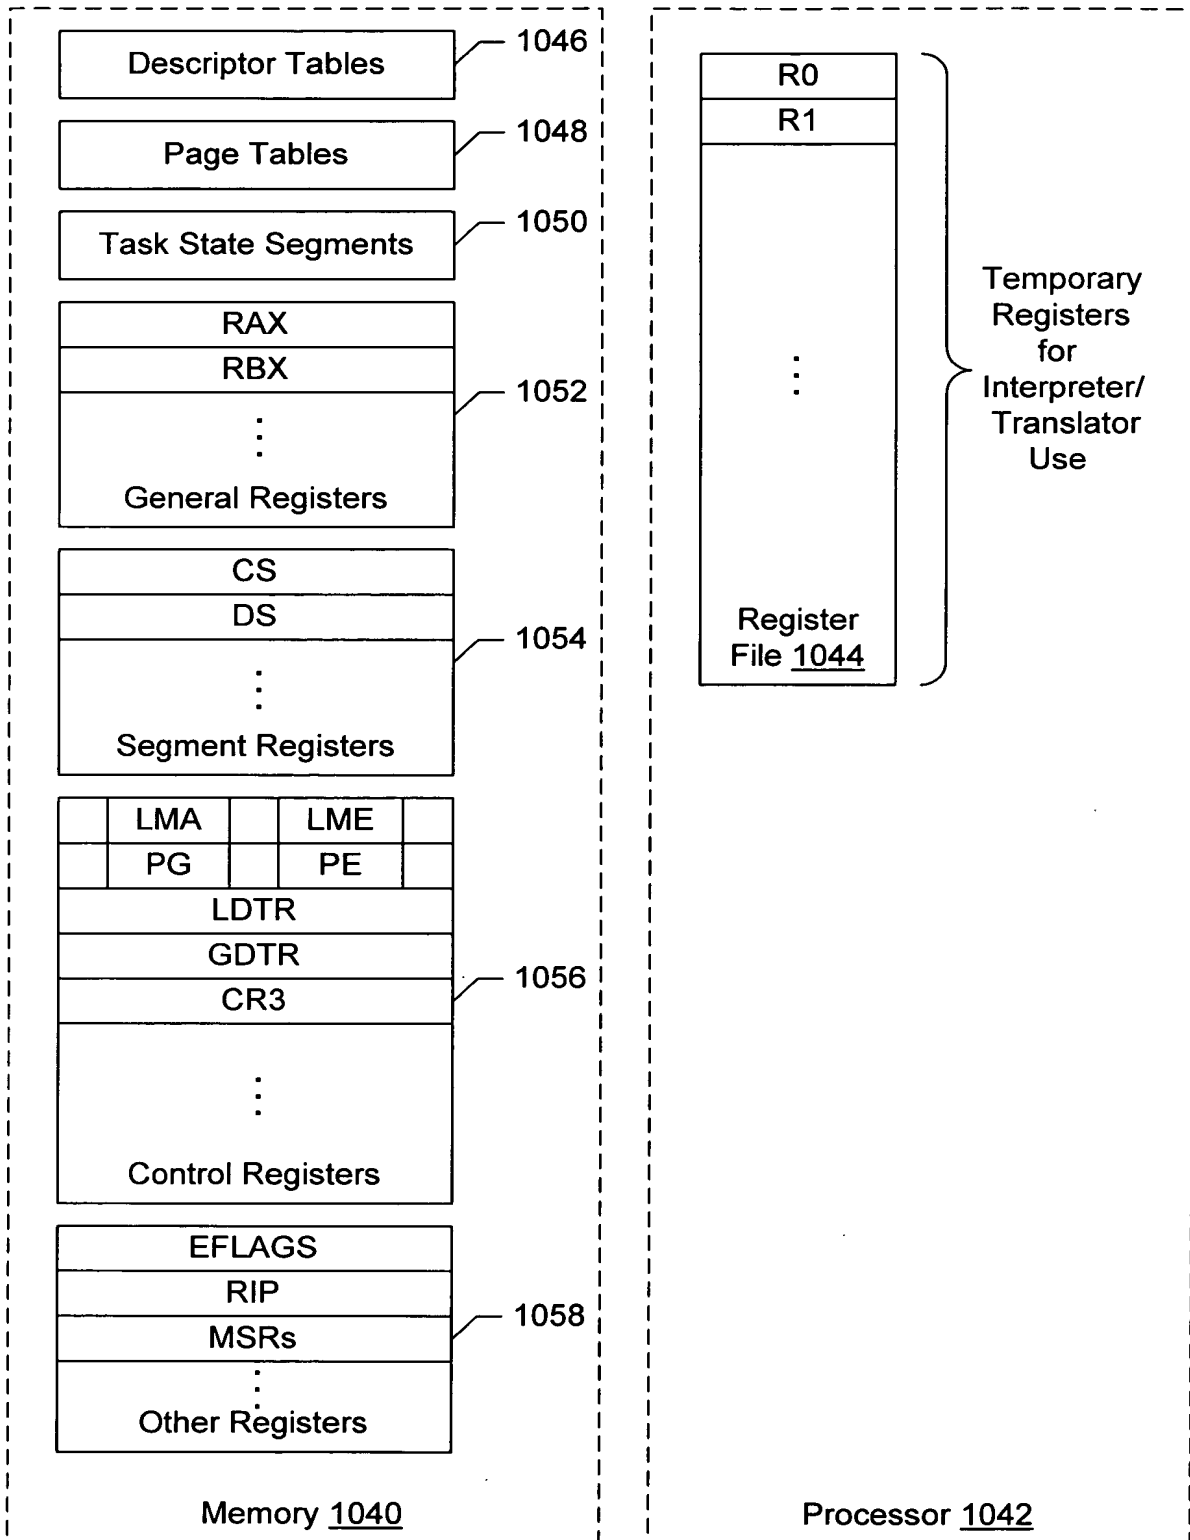 Descriptor Tables
1046
Page Tables
1048
Task State Segments
1050
RAX
RBX
General Registers
1052
CS
DS
Segment Registers
1054
LMA LME
PG PE
LDTR
GDTR
CR3
Control Registers
1056
EFLAGS
RIP
MSRs
Other Registers
1058
Memory 1040
R0
R1
Register
File 1044
Temporary
Registers
for
Interpreter/
Translator
Use
Processor 1042